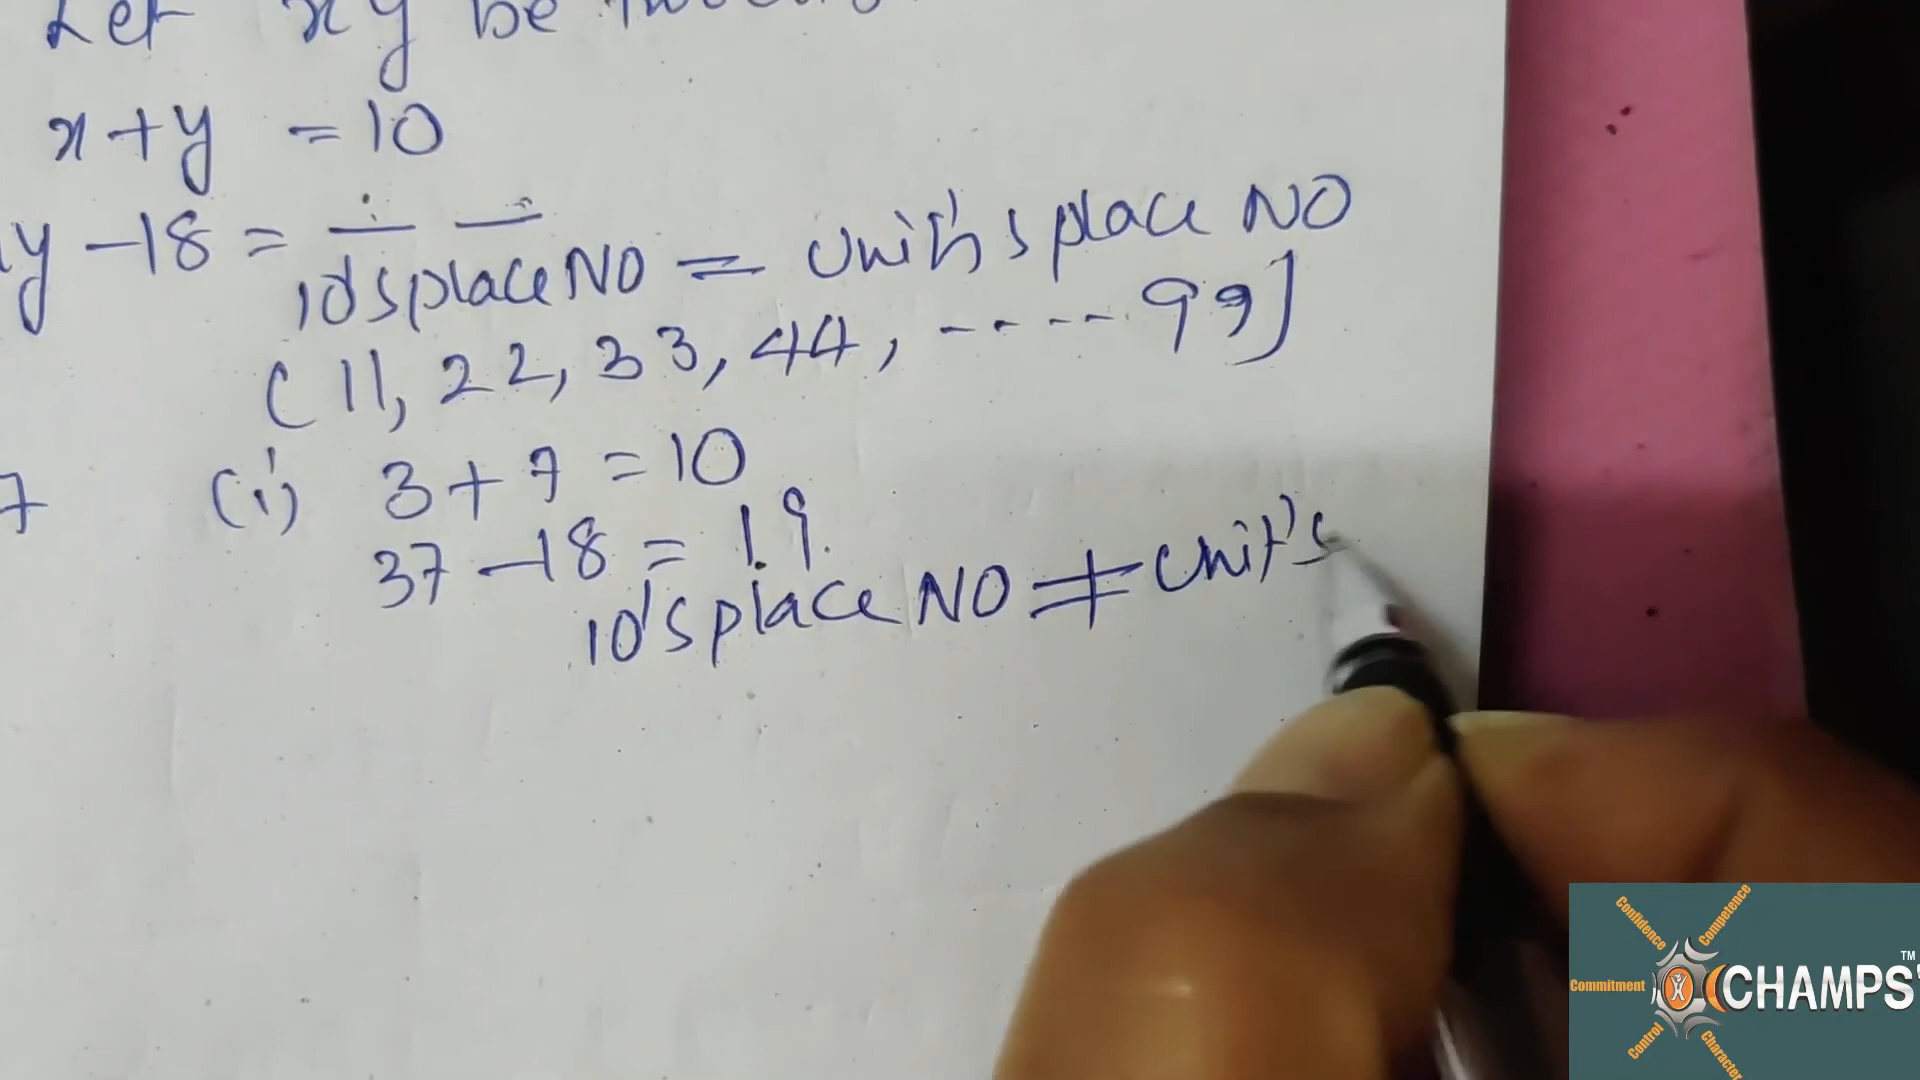 Let xy be
x+y = 10
y -18 = _ _
10's place NO = Unit's place NO
(11, 22, 33, 44, ----- 99)
7 (i) 3+7 = 10
37 -18 = 19
10's place NO ≠ Unit's
Confidence
Competence
Commitment
CHAMPS
TM
Control
Character